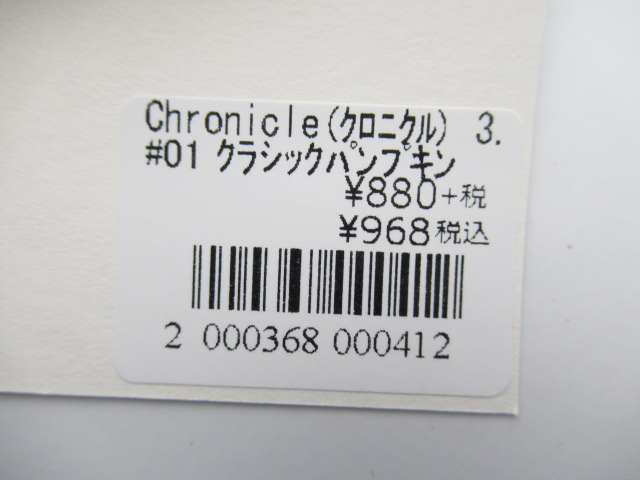 Chronicle(ｸﾛﾆｸﾙ) 3.
#01 ｸﾗｼｯｸﾊﾟﾝﾌﾟｷﾝ
¥880+税
¥968税込
2 000368 000412